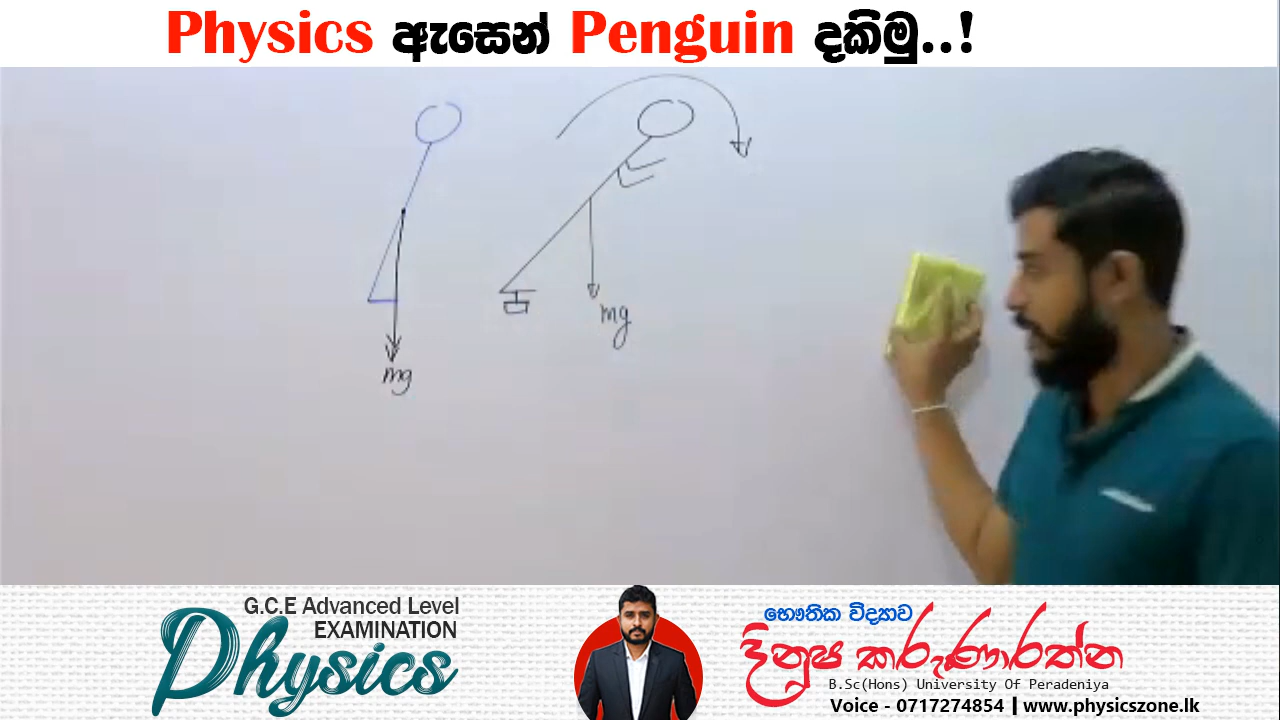 Physics ඇසෙන් Penguin දකිමු..!
mg
mg
G.C.E Advanced Level
EXAMINATION
Physics
භෞතික විද්‍යාව
දිනුෂ කරුණාරත්න
B.Sc(Hons) University Of Peradeniya
Voice - 0717274854 | www.physicszone.lk